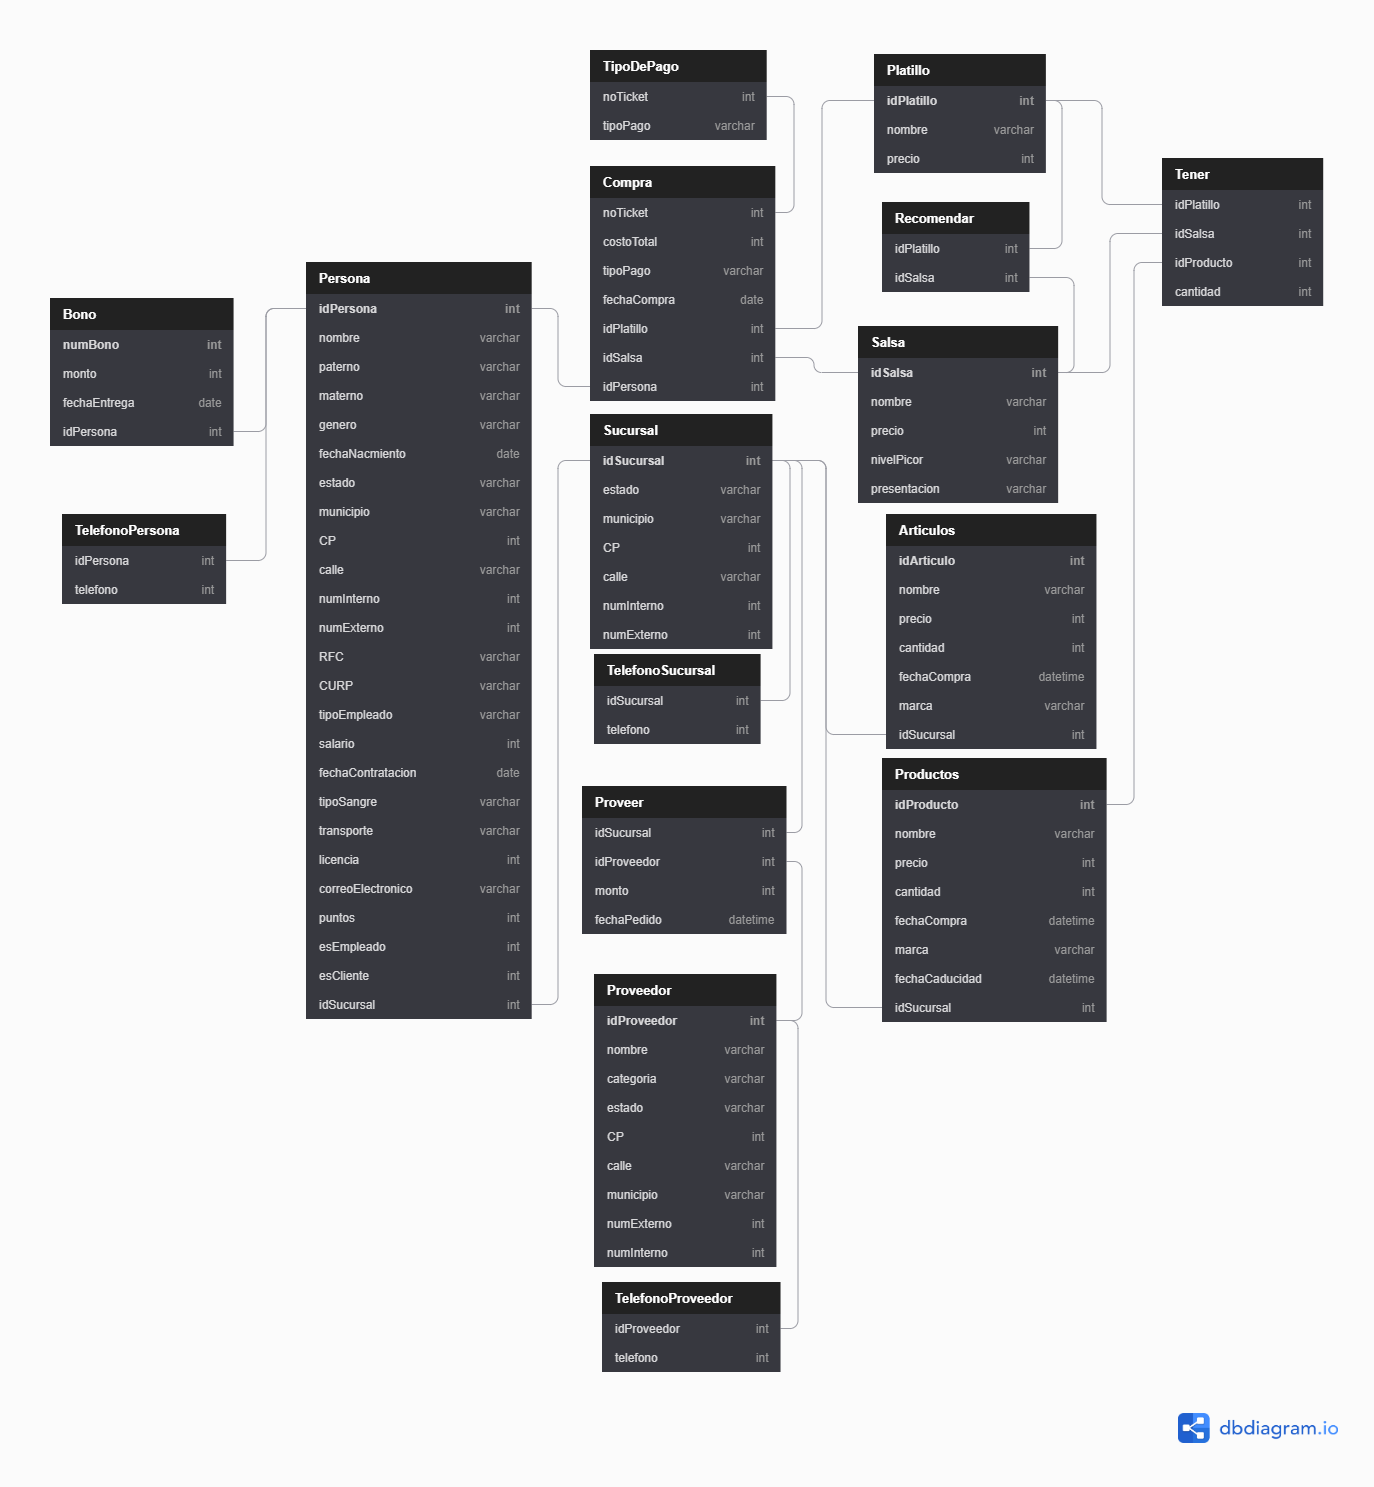 TipoDePago
noTicket int
tipoPago varchar
Compra
noTicket int
costoTotal int
tipoPago varchar
fechaCompra date
idPlatillo int
idSalsa int
idPersona int
Platillo
idPlatillo int
nombre varchar
precio int
Recomendar
idPlatillo int
idSalsa int
Tener
idPlatillo int
idSalsa int
idProducto int
cantidad int
Bono
numBono int
monto int
fechaEntrega date
idPersona int
TelefonoPersona
idPersona int
telefono int
Persona
idPersona int
nombre varchar
paterno varchar
materno varchar
genero varchar
fechaNacmiento date
estado varchar
municipio varchar
CP int
calle varchar
numInterno int
numExterno int
RFC varchar
CURP varchar
tipoEmpleado varchar
salario int
fechaContratacion date
tipoSangre varchar
transporte varchar
licencia int
correoElectronico varchar
puntos int
esEmpleado int
esCliente int
idSucursal int
Sucursal
idSucursal int
estado varchar
municipio varchar
CP int
calle varchar
numInterno int
numExterno int
TelefonoSucursal
idSucursal int
telefono int
Proveer
idSucursal int
idProveedor int
monto int
fechaPedido datetime
Proveedor
idProveedor int
nombre varchar
categoria varchar
estado varchar
CP int
calle varchar
municipio varchar
numExterno int
numInterno int
TelefonoProveedor
idProveedor int
telefono int
Salsa
idSalsa int
nombre varchar
precio int
nivelPicor varchar
presentacion varchar
Articulos
idArticulo int
nombre varchar
precio int
cantidad int
fechaCompra datetime
marca varchar
idSucursal int
Productos
idProducto int
nombre varchar
precio int
cantidad int
fechaCompra datetime
marca varchar
fechaCaducidad datetime
idSucursal int
dbdiagram.io